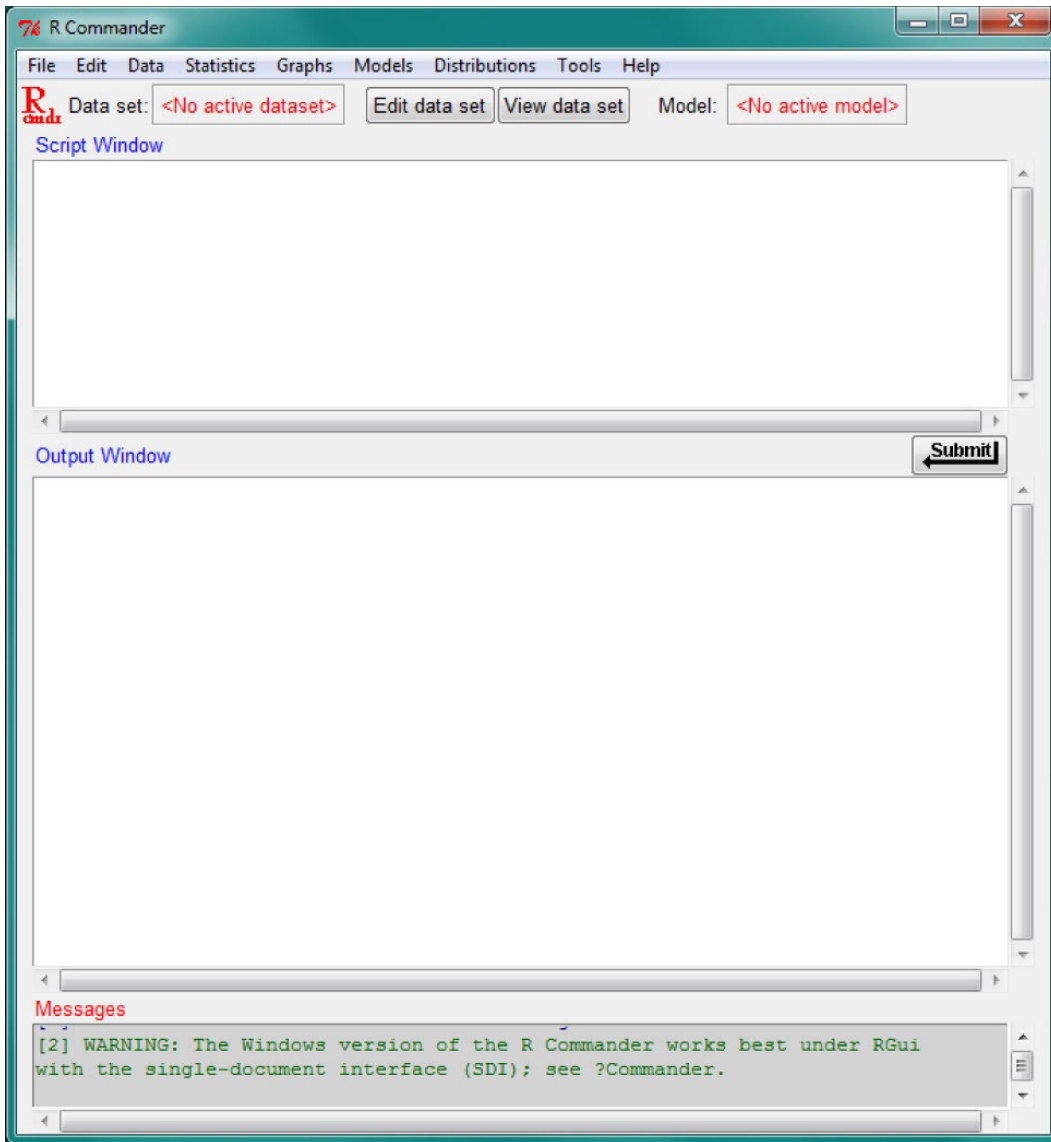 R Commander
File Edit Data Statistics Graphs Models Distributions Tools Help
R Cmdr Data set: <No active dataset> Edit data set View data set Model: <No active model>
Script Window
Output Window Submit
Messages
[2] WARNING: The Windows version of the R Commander works best under RGui
with the single-document interface (SDI); see ?Commander.